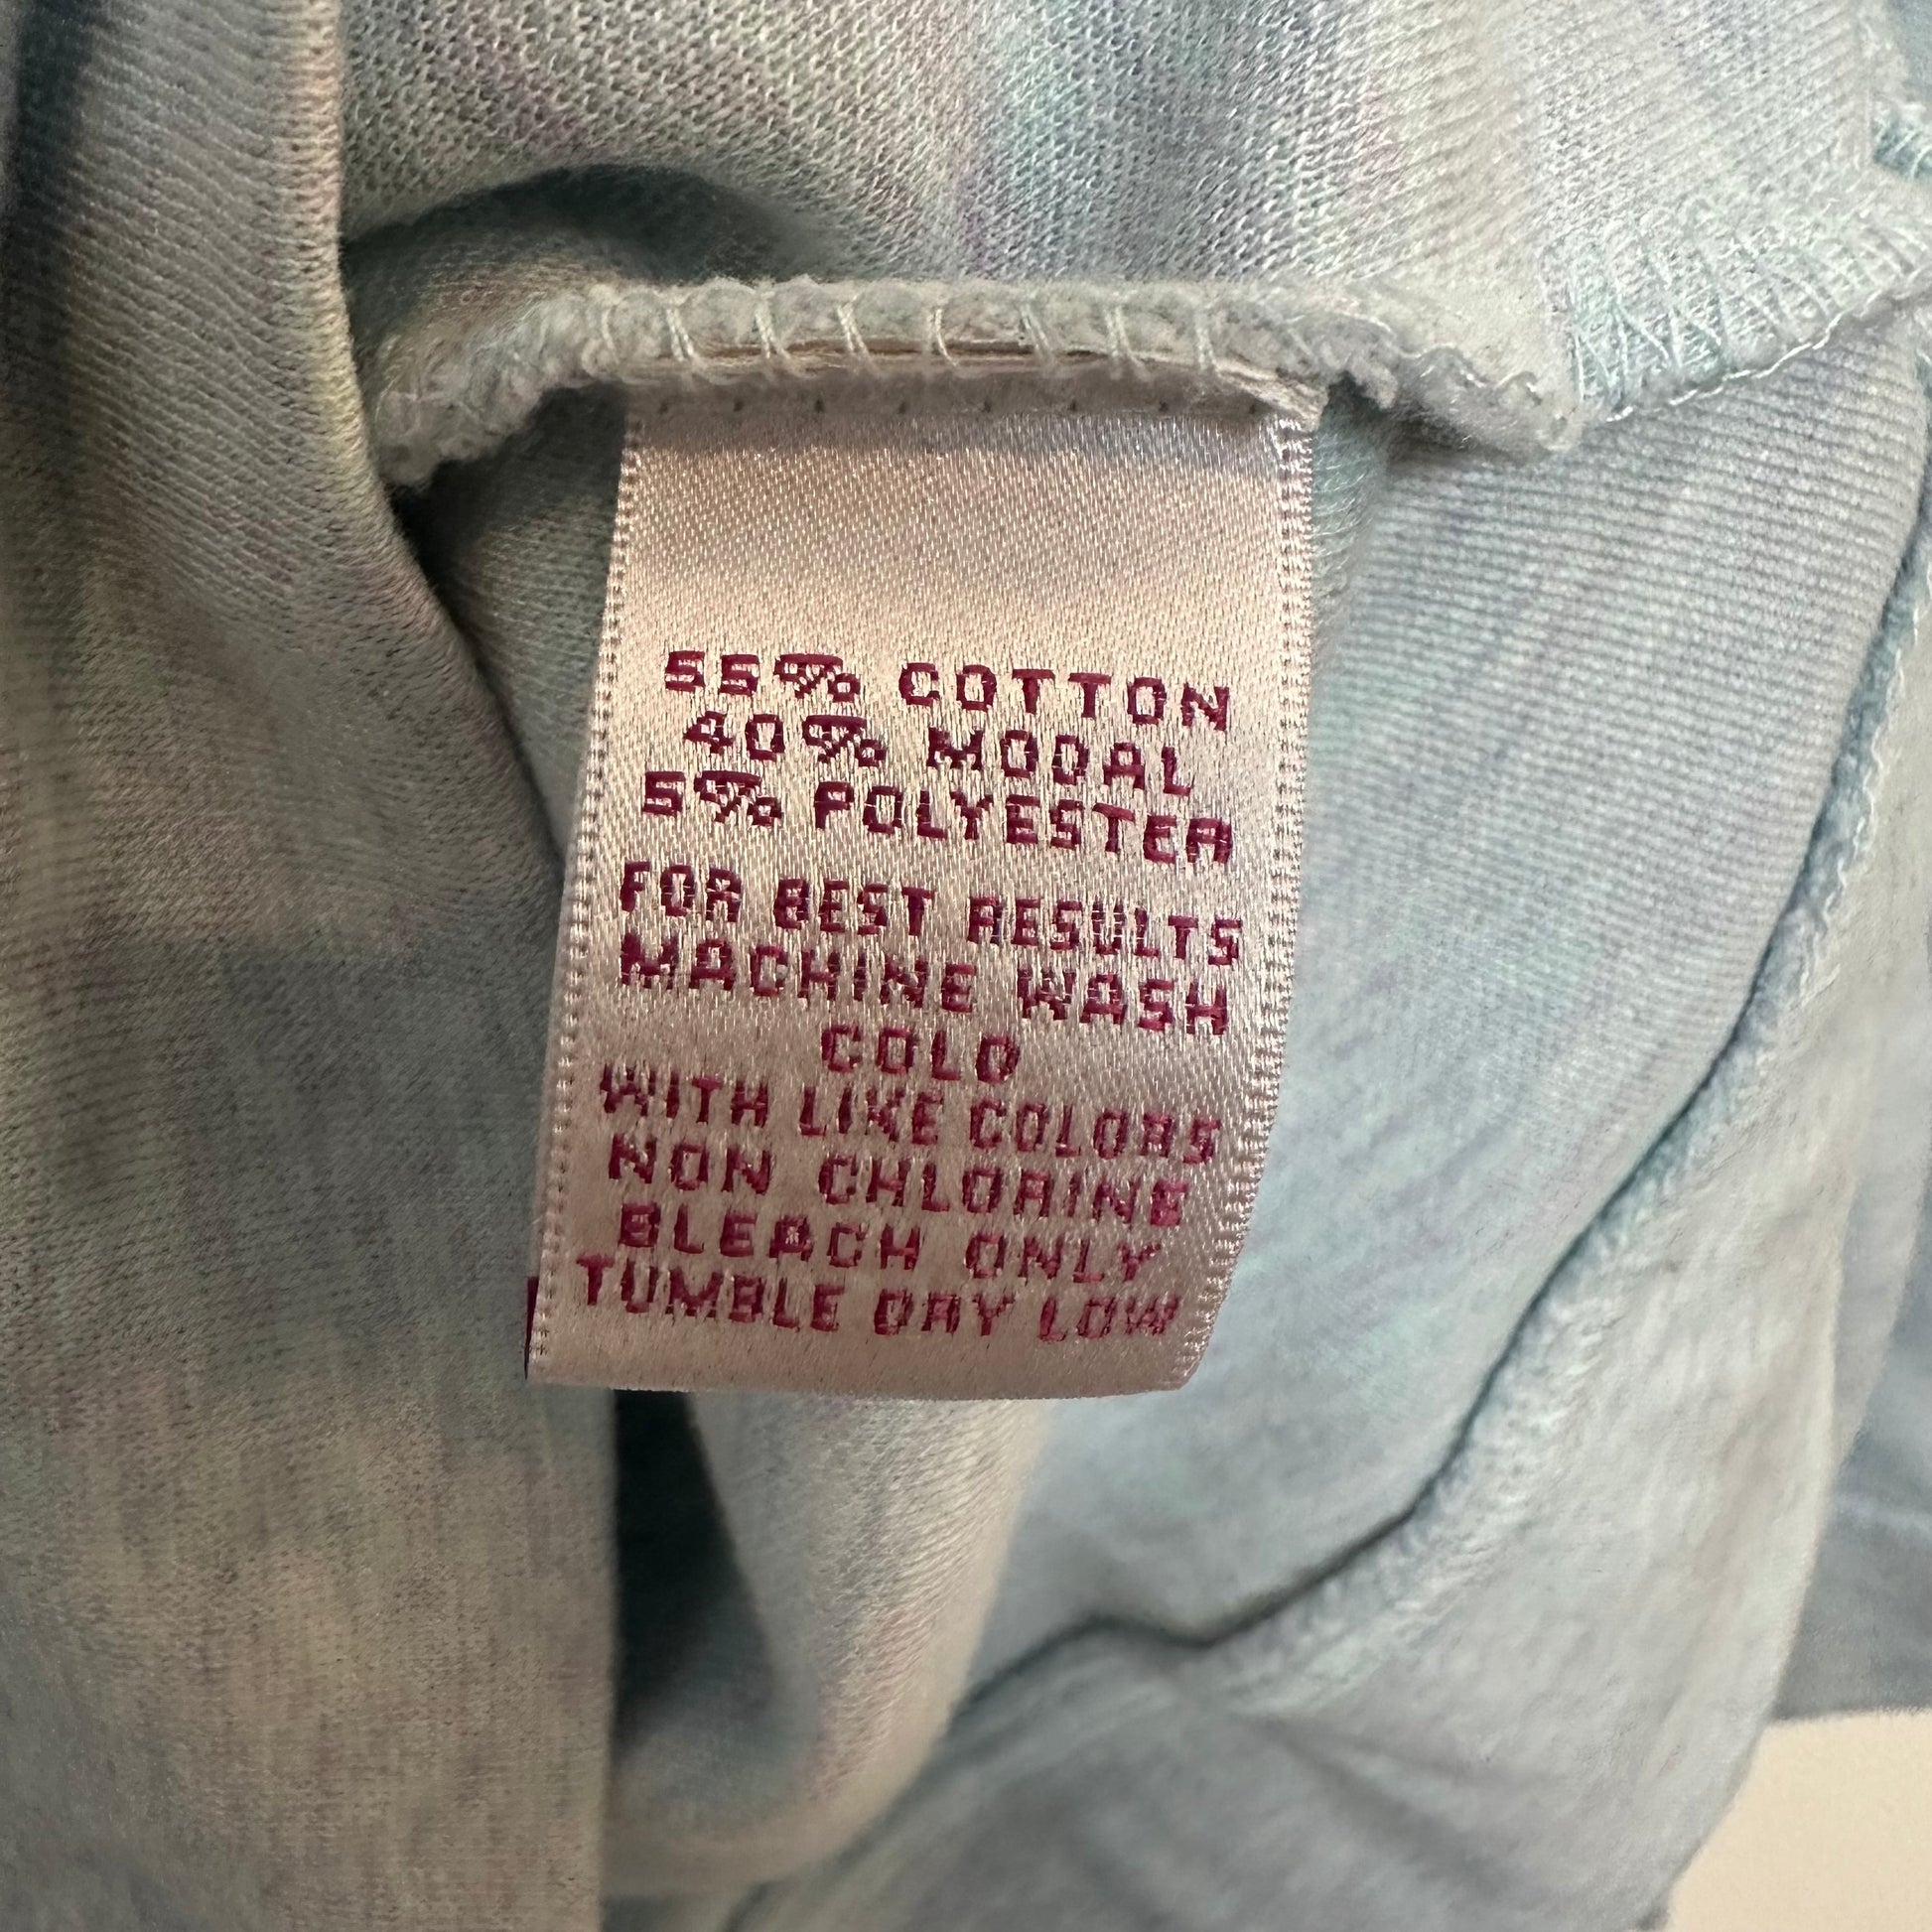 55% COTTON
40% MODAL
5% POLYESTER
FOR BEST RESULTS
MACHINE WASH
COLD
WITH LIKE COLORS
NON CHLORINE
BLEACH ONLY
TUMBLE DRY LOW